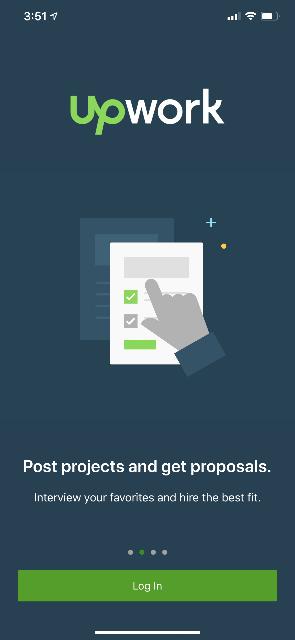 3:51
upwork
Post projects and get proposals.
Interview your favorites and hire the best fit.
Log In